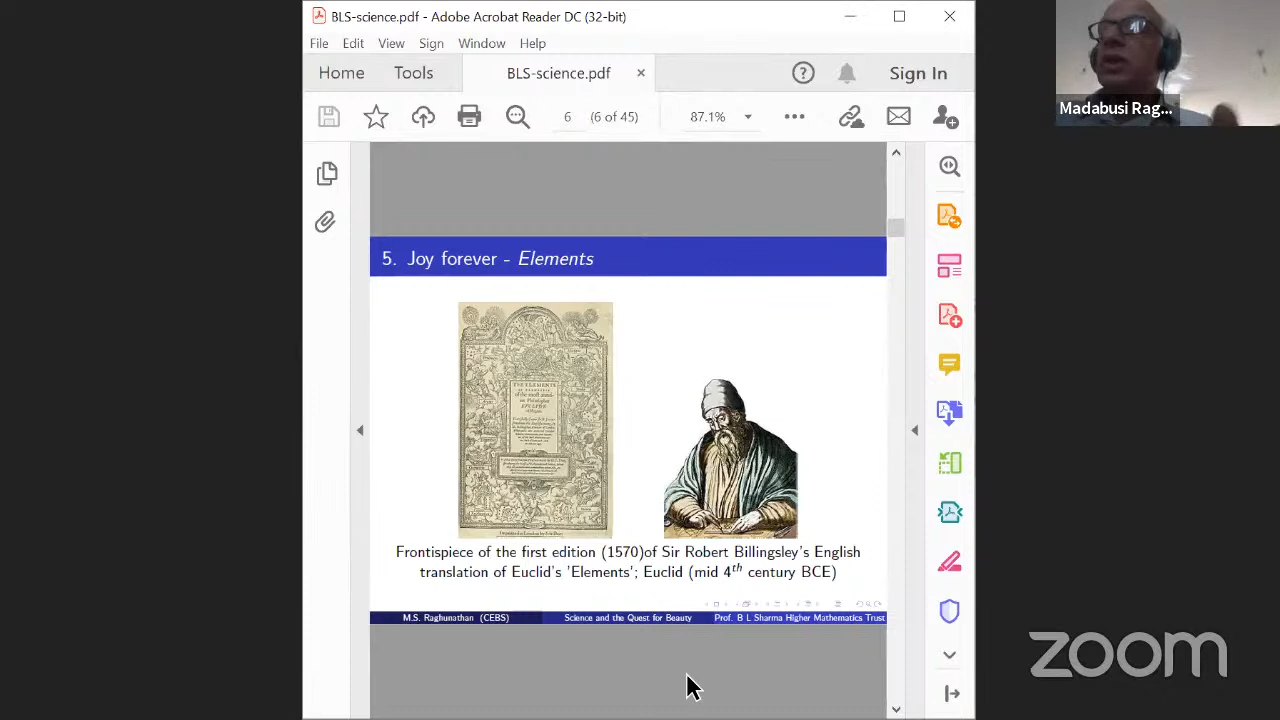 BLS-science.pdf - Adobe Acrobat Reader DC (32-bit)
File Edit View Sign Window Help
Home Tools BLS-science.pdf × Sign In
6 (6 of 45) 87.1%
Madabusi Rag...
5. Joy forever - Elements
THE ELEMENTS
Frontispiece of the first edition (1570)of Sir Robert Billingsley's English
translation of Euclid's 'Elements'; Euclid (mid 4th century BCE)
M.S. Raghunathan (CEBS) Science and the Quest for Beauty Prof. B L Sharma Higher Mathematics Trust
zoom